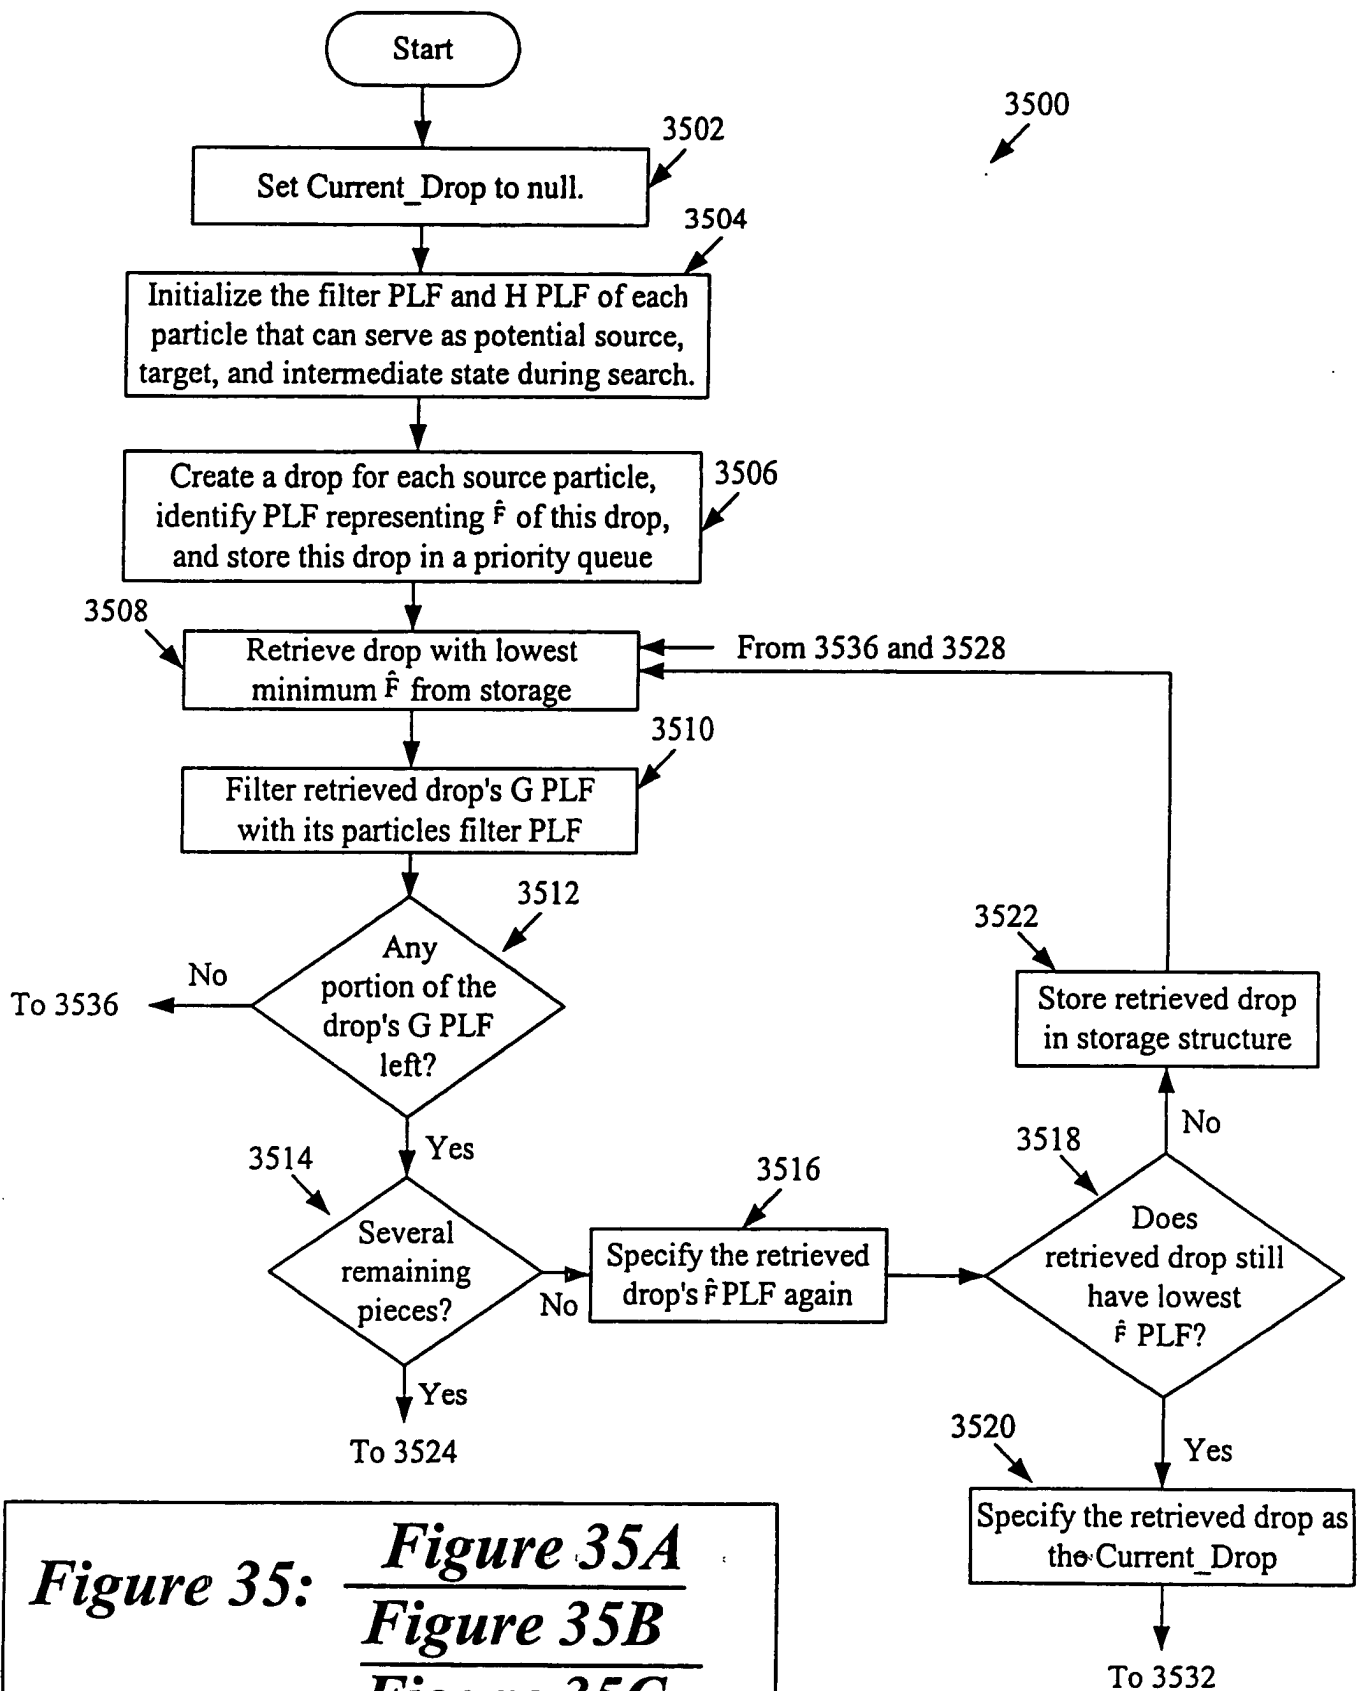 Start
3500
3502
Set Current_Drop to null.
3504
Initialize the filter PLF and H PLF of each
particle that can serve as potential source,
target, and intermediate state during search.
3506
Create a drop for each source particle,
identify PLF representing F̂ of this drop,
and store this drop in a priority queue
3508
Retrieve drop with lowest
minimum F̂ from storage
From 3536 and 3528
3510
Filter retrieved drop's G PLF
with its particles filter PLF
3512
Any
portion of the
drop's G PLF
left?
No
To 3536
Yes
3514
Several
remaining
pieces?
No
Yes
To 3524
3516
Specify the retrieved
drop's F̂ PLF again
3518
Does
retrieved drop still
have lowest
F̂ PLF?
No
3522
Store retrieved drop
in storage structure
Yes
3520
Specify the retrieved drop as
the Current_Drop
To 3532
Figure 35:
Figure 35A
Figure 35B
Figure 35C